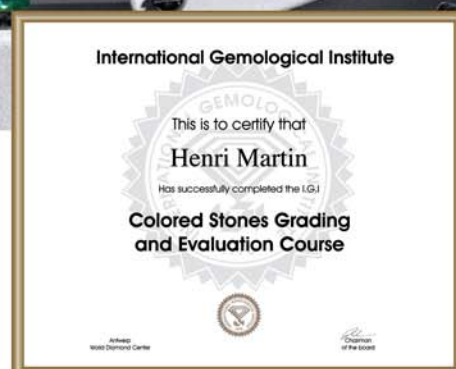 International Gemological Institute
GEMOLOGICAL
This is to certify that
Henri Martin
Has successfully completed the I.G.I
Colored Stones Grading
and Evaluation Course
Antwerp
World Diamond Center
Chairman
of the board